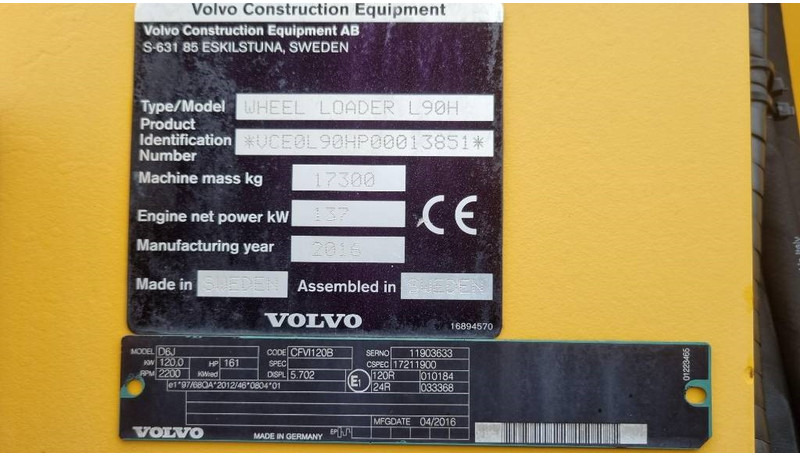 Volvo Construction Equipment
Volvo Construction Equipment AB
S-631 85 ESKILSTUNA, SWEDEN
Type/Model WHEEL LOADER L90H
Product
Identification *VCE0L90HP00013851*
Number
Machine mass kg 17300
Engine net power kW 137
Manufacturing year 2016
CE
Made in SWEDEN Assembled in SWEDEN
VOLVO
16894570
MODEL D6J CODE CFVI120B SERNO 11903633
KW 120.0 HP 161 SPEC CSPEC 17211900
RPM 2200 KWred DISPL 5.702 E1 120R 010184
e1*97/68QA*2012/46*0804*01 24R 033368
MFGDATE 04/2016
VOLVO MADE IN GERMANY EP
01223465